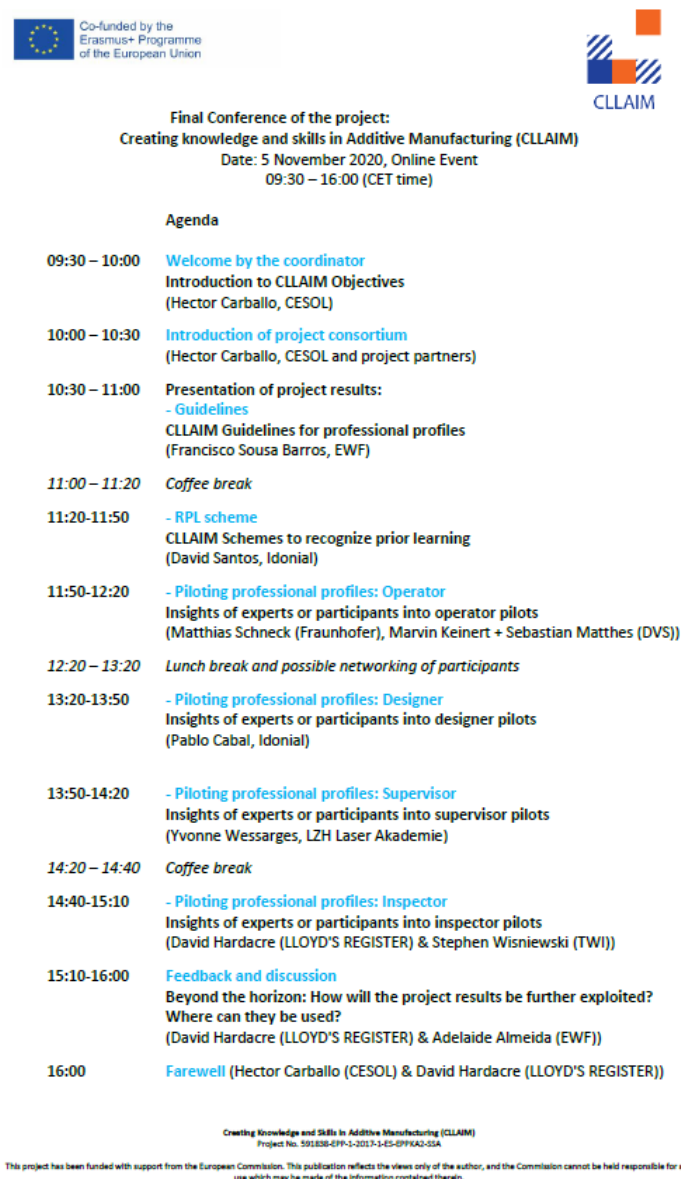 Co-funded by the
Erasmus+ Programme
of the European Union
CLLAIM
Final Conference of the project:
Creating knowledge and skills in Additive Manufacturing (CLLAIM)
Date: 5 November 2020, Online Event
09:30 – 16:00 (CET time)
Agenda
09:30 – 10:00 Welcome by the coordinator
Introduction to CLLAIM Objectives
(Hector Carballo, CESOL)
10:00 – 10:30 Introduction of project consortium
(Hector Carballo, CESOL and project partners)
10:30 – 11:00 Presentation of project results:
- Guidelines
CLLAIM Guidelines for professional profiles
(Francisco Sousa Barros, EWF)
11:00 – 11:20 Coffee break
11:20-11:50 - RPL scheme
CLLAIM Schemes to recognize prior learning
(David Santos, Idonial)
11:50-12:20 - Piloting professional profiles: Operator
Insights of experts or participants into operator pilots
(Matthias Schneck (Fraunhofer), Marvin Keinert + Sebastian Matthes (DVS))
12:20 – 13:20 Lunch break and possible networking of participants
13:20-13:50 - Piloting professional profiles: Designer
Insights of experts or participants into designer pilots
(Pablo Cabal, Idonial)
13:50-14:20 - Piloting professional profiles: Supervisor
Insights of experts or participants into supervisor pilots
(Yvonne Wessarges, LZH Laser Akademie)
14:20 – 14:40 Coffee break
14:40-15:10 - Piloting professional profiles: Inspector
Insights of experts or participants into inspector pilots
(David Hardacre (LLOYD'S REGISTER) & Stephen Wisniewski (TWI))
15:10-16:00 Feedback and discussion
Beyond the horizon: How will the project results be further exploited?
Where can they be used?
(David Hardacre (LLOYD'S REGISTER) & Adelaide Almeida (EWF))
16:00 Farewell (Hector Carballo (CESOL) & David Hardacre (LLOYD'S REGISTER))
Creating Knowledge and Skills in Additive Manufacturing (CLLAIM)
Project No. 591838-EPP-1-2017-1-ES-EPPKA2-SSA
This project has been funded with support from the European Commission. This publication reflects the views only of the author, and the Commission cannot be held responsible for a
use which may be made of the information contained therein.